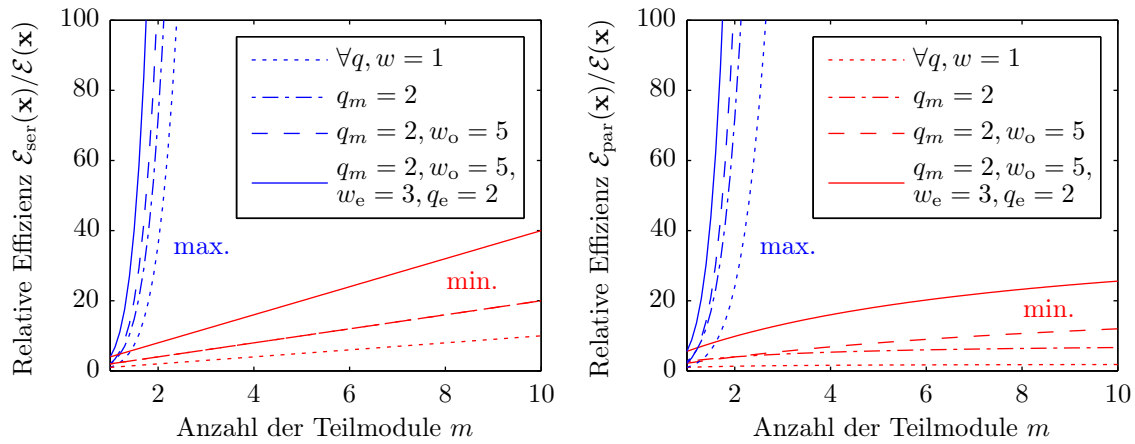 Relative Effizienz ℰ_ser(𝐱)/ℰ(𝐱)
100
80
60
40
20
0
∀q, w = 1
q_m = 2
q_m = 2, w_o = 5
q_m = 2, w_o = 5,
w_e = 3, q_e = 2
max.
min.
2
4
6
8
10
Anzahl der Teilmodule m
Relative Effizienz ℰ_par(𝐱)/ℰ(𝐱)
100
80
60
40
20
0
∀q, w = 1
q_m = 2
q_m = 2, w_o = 5
q_m = 2, w_o = 5,
w_e = 3, q_e = 2
max.
min.
2
4
6
8
10
Anzahl der Teilmodule m